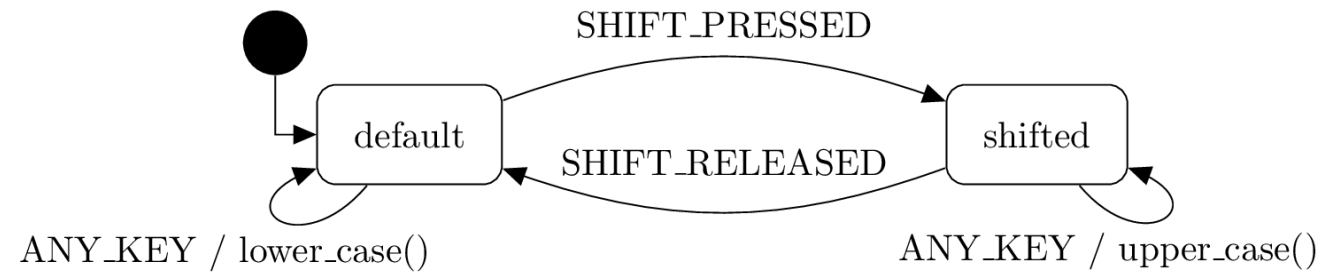 SHIFT_PRESSED
default
shifted
SHIFT_RELEASED
ANY_KEY / lower_case()
ANY_KEY / upper_case()